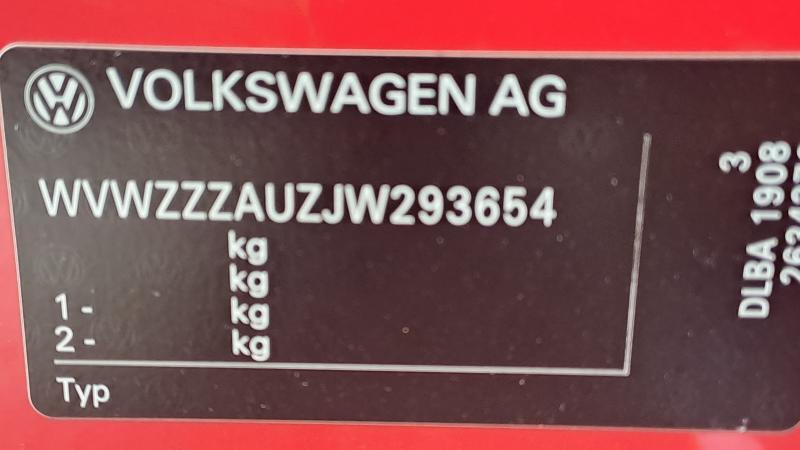 VOLKSWAGEN AG
WVWZZZAUZJW293654
kg
kg
1 - kg
2 - kg
Typ
3
DLBA 1908